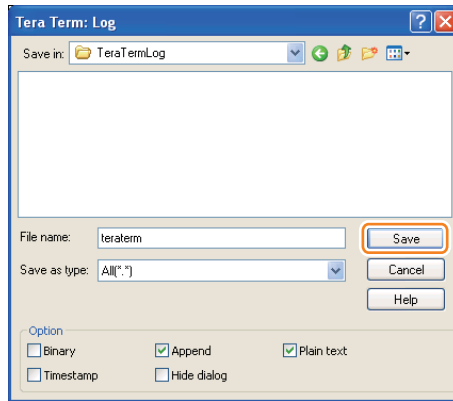 Tera Term: Log
Save in: TeraTermLog
File name: teraterm Save
Save as type: All(*.*) Cancel
Help
Option
Binary Append Plain text
Timestamp Hide dialog